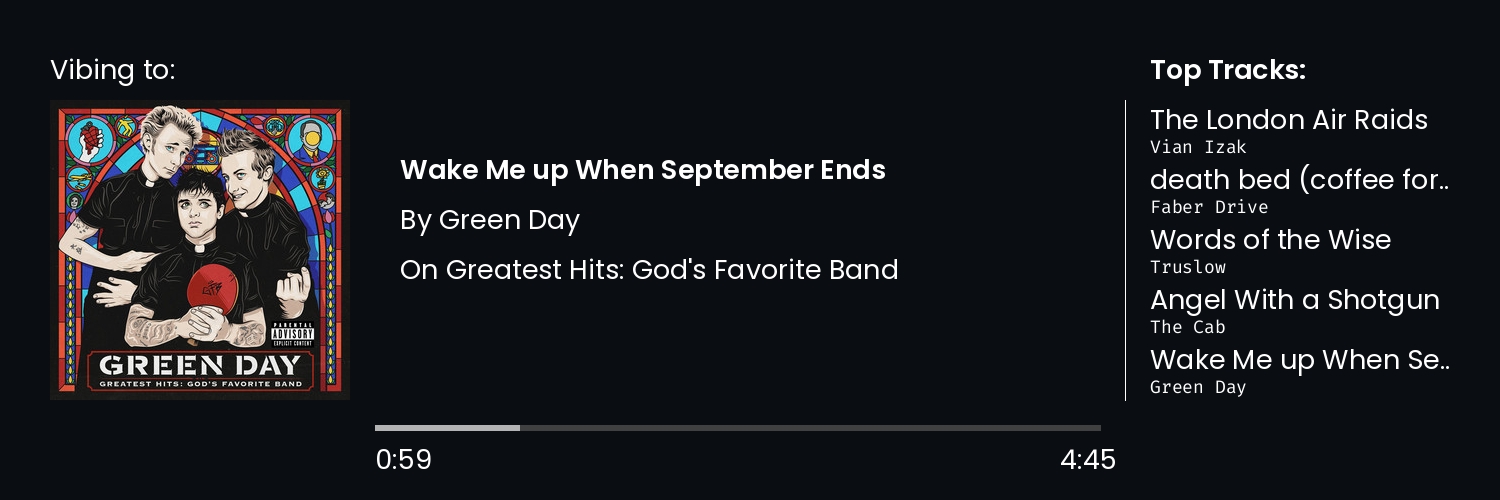 Vibing to:
PARENTAL
ADVISORY
EXPLICIT CONTENT
GREEN DAY
GREATEST HITS: GOD'S FAVORITE BAND
Wake Me up When September Ends
By Green Day
On Greatest Hits: God's Favorite Band
0:59
4:45
Top Tracks:
The London Air Raids
Vian Izak
death bed (coffee for..
Faber Drive
Words of the Wise
Truslow
Angel With a Shotgun
The Cab
Wake Me up When Se..
Green Day